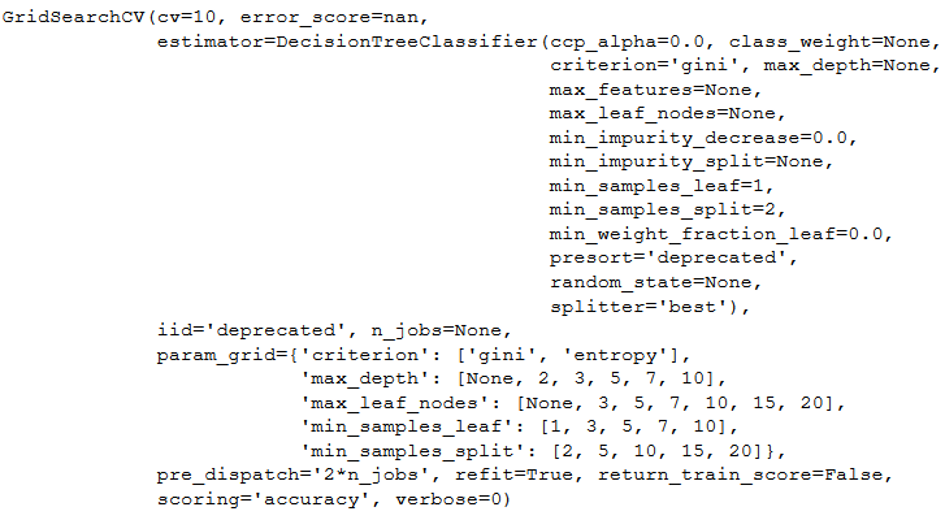 GridSearchCV(cv=10, error_score=nan,
             estimator=DecisionTreeClassifier(ccp_alpha=0.0, class_weight=None,
                                              criterion='gini', max_depth=None,
                                              max_features=None,
                                              max_leaf_nodes=None,
                                              min_impurity_decrease=0.0,
                                              min_impurity_split=None,
                                              min_samples_leaf=1,
                                              min_samples_split=2,
                                              min_weight_fraction_leaf=0.0,
                                              presort='deprecated',
                                              random_state=None,
                                              splitter='best'),
             iid='deprecated', n_jobs=None,
             param_grid={'criterion': ['gini', 'entropy'],
                         'max_depth': [None, 2, 3, 5, 7, 10],
                         'max_leaf_nodes': [None, 3, 5, 7, 10, 15, 20],
                         'min_samples_leaf': [1, 3, 5, 7, 10],
                         'min_samples_split': [2, 5, 10, 15, 20]},
             pre_dispatch='2*n_jobs', refit=True, return_train_score=False,
             scoring='accuracy', verbose=0)